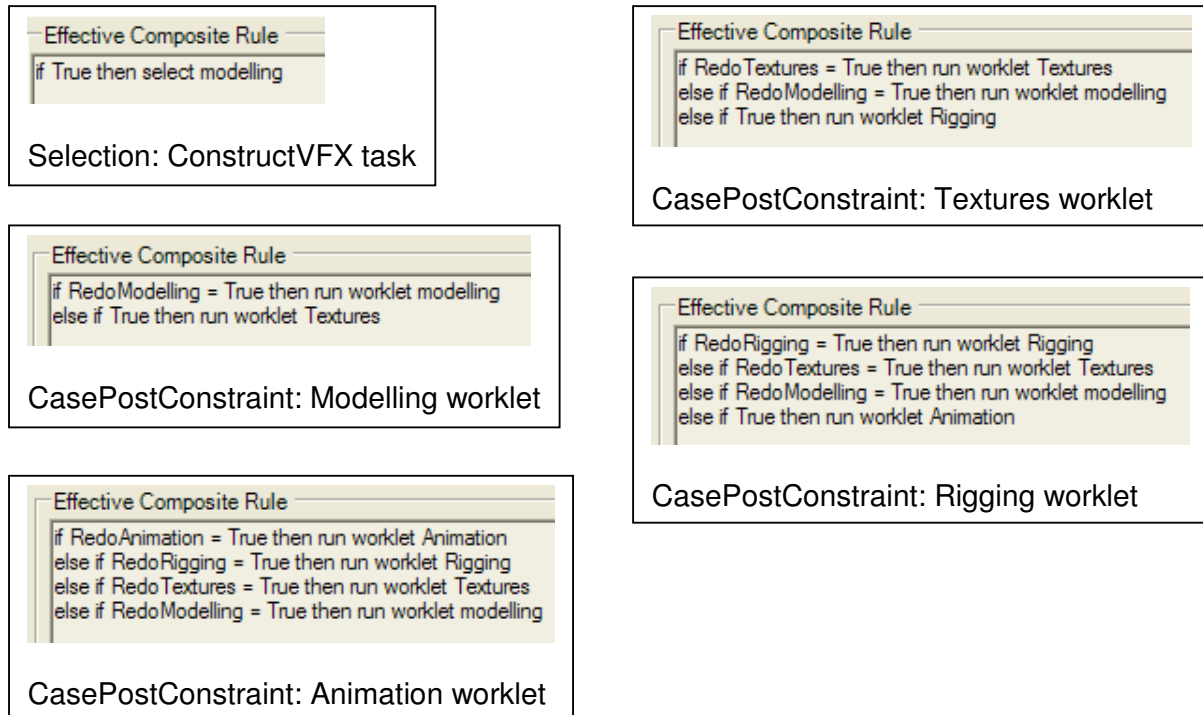 Effective Composite Rule
if True then select modelling
Selection: ConstructVFX task
Effective Composite Rule
if RedoModelling = True then run worklet modelling
else if True then run worklet Textures
CasePostConstraint: Modelling worklet
Effective Composite Rule
if RedoAnimation = True then run worklet Animation
else if RedoRigging = True then run worklet Rigging
else if RedoTextures = True then run worklet Textures
else if RedoModelling = True then run worklet modelling
CasePostConstraint: Animation worklet
Effective Composite Rule
if RedoTextures = True then run worklet Textures
else if RedoModelling = True then run worklet modelling
else if True then run worklet Rigging
CasePostConstraint: Textures worklet
Effective Composite Rule
if RedoRigging = True then run worklet Rigging
else if RedoTextures = True then run worklet Textures
else if RedoModelling = True then run worklet modelling
else if True then run worklet Animation
CasePostConstraint: Rigging worklet